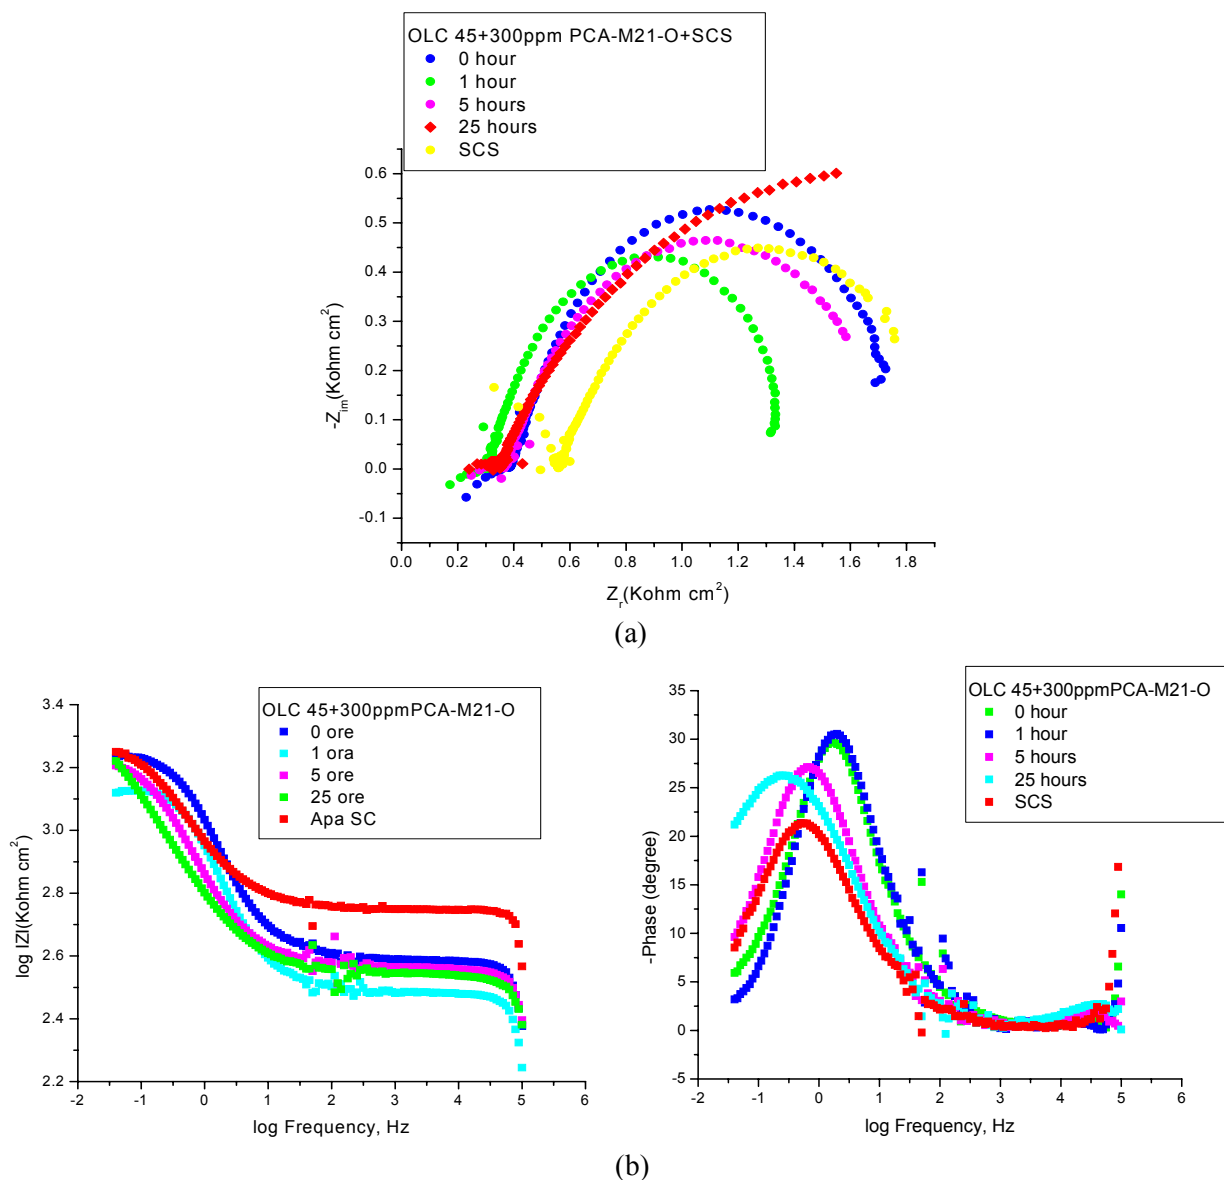 OLC 45+300ppm PCA-M21-O+SCS
0 hour
1 hour
5 hours
25 hours
SCS
0.6
0.5
0.4
0.3
0.2
0.1
0.0
-0.1
-Zim(Kohm cm²)
0.0 0.2 0.4 0.6 0.8 1.0 1.2 1.4 1.6 1.8
Zr(Kohm cm²)
(a)
OLC 45+300ppmPCA-M21-O
0 ore
1 ora
5 ore
25 ore
Apa SC
3.4
3.2
3.0
2.8
2.6
2.4
2.2
log |Z|(Kohm cm²)
-2 -1 0 1 2 3 4 5 6
log Frequency, Hz
OLC 45+300ppmPCA-M21-O
0 hour
1 hour
5 hours
25 hours
SCS
35
30
25
20
15
10
5
0
-5
-Phase (degree)
-2 -1 0 1 2 3 4 5 6
log Frequency, Hz
(b)